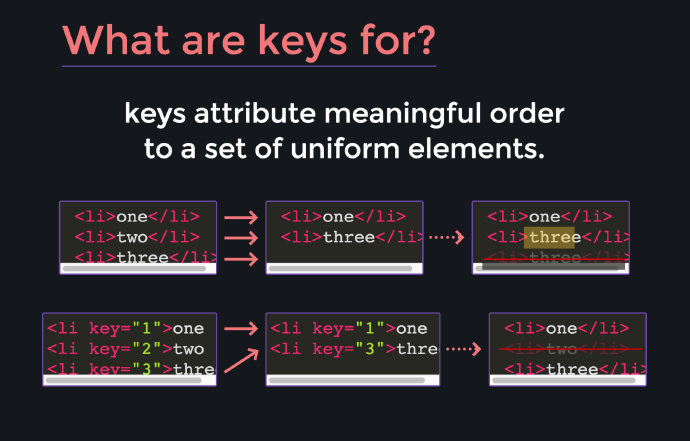 What are keys for?
keys attribute meaningful order
to a set of uniform elements.
<li>one</li>
<li>two</li>
<li>three</li>
<li>one</li>
<li>three</li>
<li>one</li>
<li>three</li>
<li>three</li>
<li key="1">one
<li key="2">two
<li key="3">three
<li key="1">one
<li key="3">thre
<li>one</li>
<li>two</li>
<li>three</li>